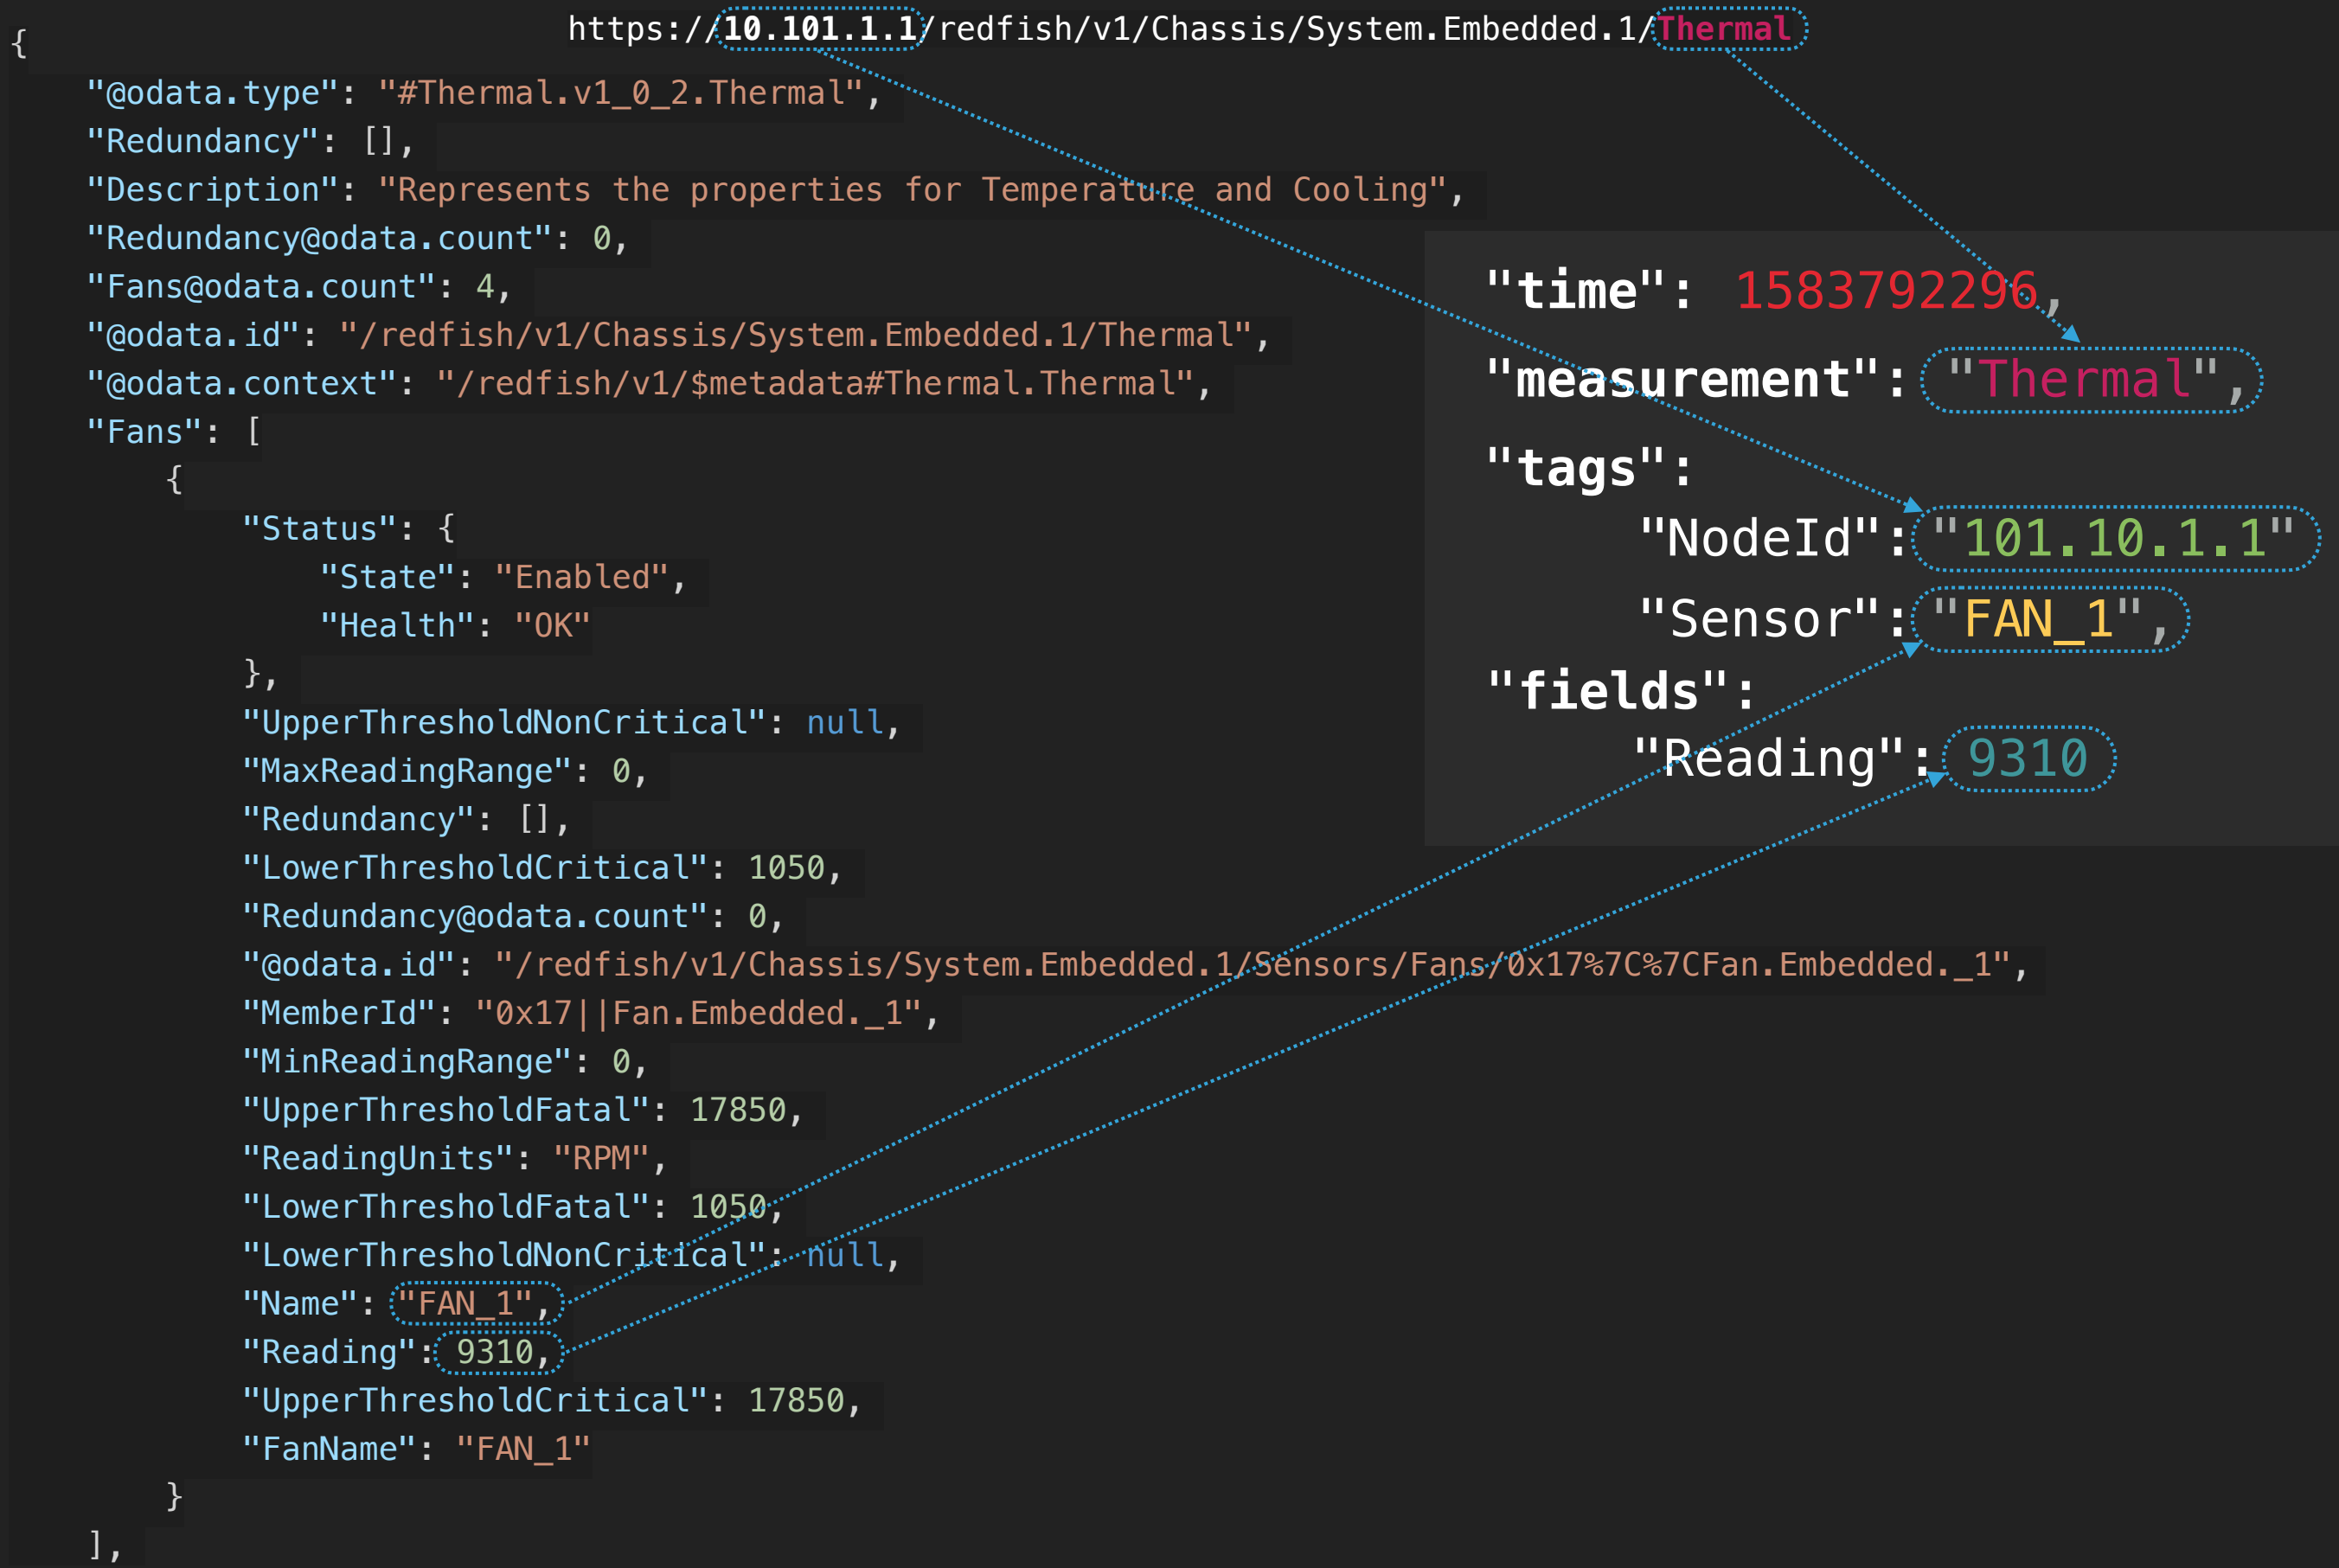 https://10.101.1.1/redfish/v1/Chassis/System.Embedded.1/Thermal
{
    "@odata.type": "#Thermal.v1_0_2.Thermal",
    "Redundancy": [],
    "Description": "Represents the properties for Temperature and Cooling",
    "Redundancy@odata.count": 0,
    "Fans@odata.count": 4,
    "@odata.id": "/redfish/v1/Chassis/System.Embedded.1/Thermal",
    "@odata.context": "/redfish/v1/$metadata#Thermal.Thermal",
    "Fans": [
        {
            "Status": {
                "State": "Enabled",
                "Health": "OK"
            },
            "UpperThresholdNonCritical": null,
            "MaxReadingRange": 0,
            "Redundancy": [],
            "LowerThresholdCritical": 1050,
            "Redundancy@odata.count": 0,
            "@odata.id": "/redfish/v1/Chassis/System.Embedded.1/Sensors/Fans/0x17%7C%7CFan.Embedded._1",
            "MemberId": "0x17||Fan.Embedded._1",
            "MinReadingRange": 0,
            "UpperThresholdFatal": 17850,
            "ReadingUnits": "RPM",
            "LowerThresholdFatal": 1050,
            "LowerThresholdNonCritical": null,
            "Name": "FAN_1",
            "Reading": 9310,
            "UpperThresholdCritical": 17850,
            "FanName": "FAN_1"
        }
    ],
"time": 1583792296,
"measurement": "Thermal",
"tags":
    "NodeId": "101.10.1.1"
    "Sensor": "FAN_1",
"fields":
    "Reading": 9310